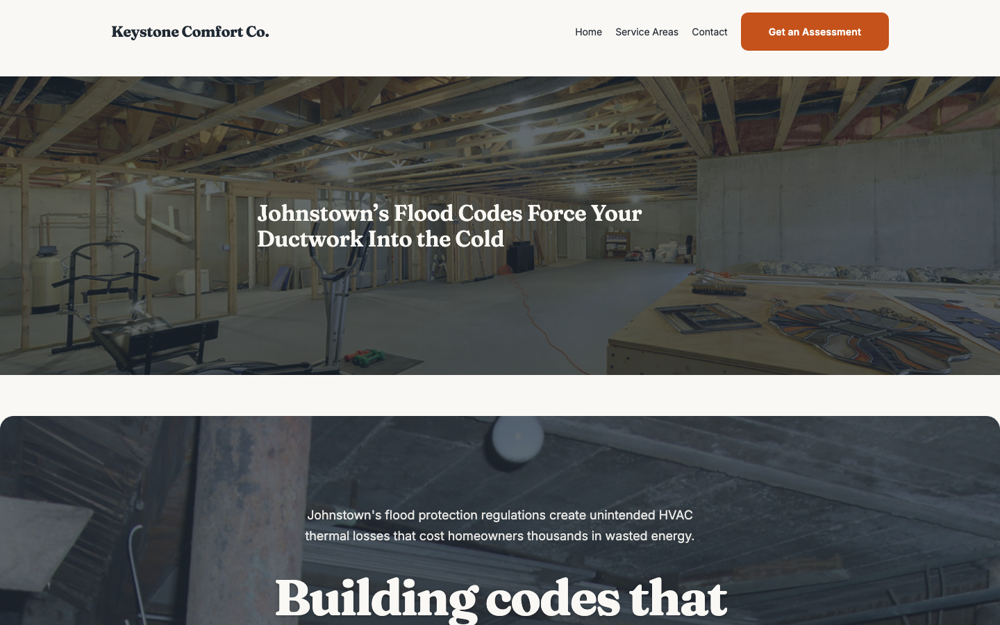 Keystone Comfort Co.
Home
Service Areas
Contact
Get an Assessment
Johnstown’s Flood Codes Force Your
Ductwork Into the Cold
Johnstown's flood protection regulations create unintended HVAC
thermal losses that cost homeowners thousands in wasted energy.
Building codes that